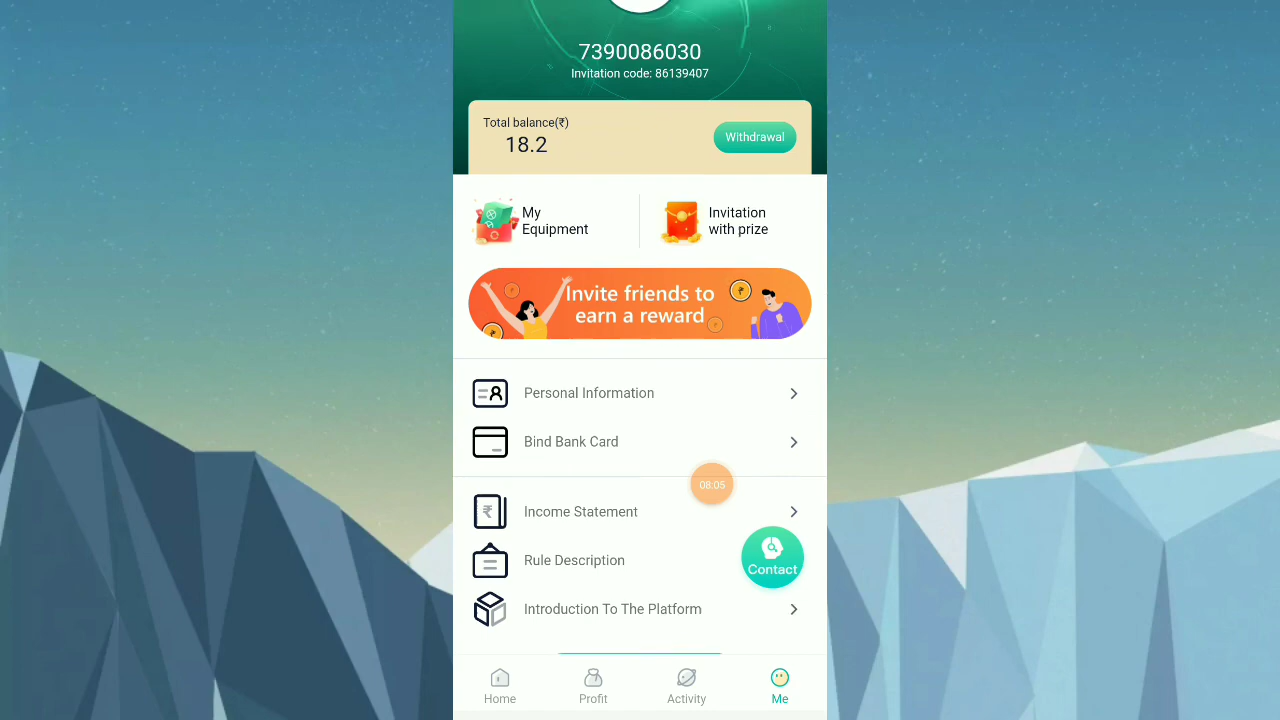 7390086030
Invitation code: 86139407
Total balance(₹)
18.2
Withdrawal
My
Equipment
Invitation
with prize
Invite friends to
earn a reward
Personal Information
Bind Bank Card
08:05
Income Statement
Rule Description
Contact
Introduction To The Platform
Home
Profit
Activity
Me